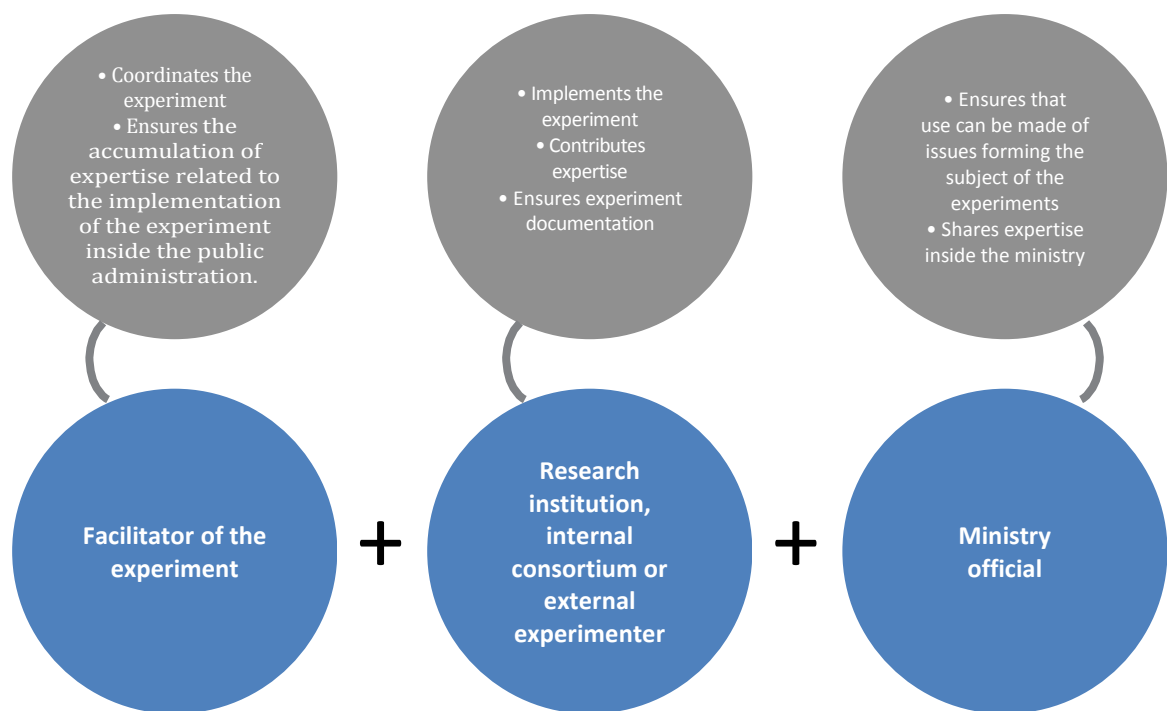 • Coordinates the
experiment
• Ensures the
accumulation of
expertise related to
the implementation
of the experiment
inside the public
administration.
• Implements the
experiment
• Contributes
expertise
• Ensures experiment
documentation
• Ensures that
use can be made of
issues forming the
subject of the
experiments
• Shares expertise
inside the ministry
Facilitator of the
experiment
+
Research
institution,
internal
consortium or
external
experimenter
+
Ministry
official